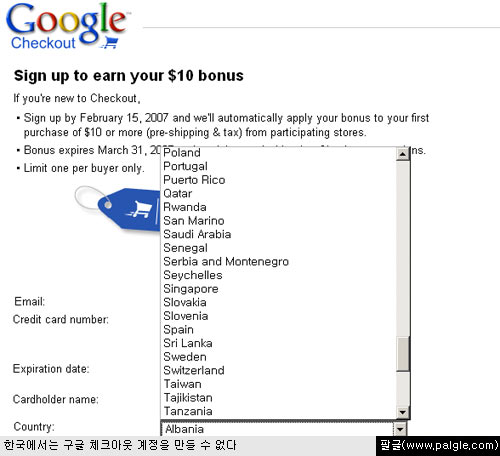 Google
Checkout
Sign up to earn your $10 bonus
If you're new to Checkout,
• Sign up by February 15, 2007 and we'll automatically apply your bonus to your first
purchase of $10 or more (pre-shipping & tax) from participating stores.
• Bonus expires March 31,
• Limit one per buyer only.
Poland
Portugal
Puerto Rico
Qatar
Rwanda
San Marino
Saudi Arabia
Senegal
Serbia and Montenegro
Seychelles
Singapore
Slovakia
Slovenia
Spain
Sri Lanka
Sweden
Switzerland
Taiwan
Tajikistan
Tanzania
Email:
Credit card number:
Expiration date:
Cardholder name:
Country:
Albania
한국에서는 구글 체크아웃 계정을 만들 수 없다
팔글(www.palgle.com)